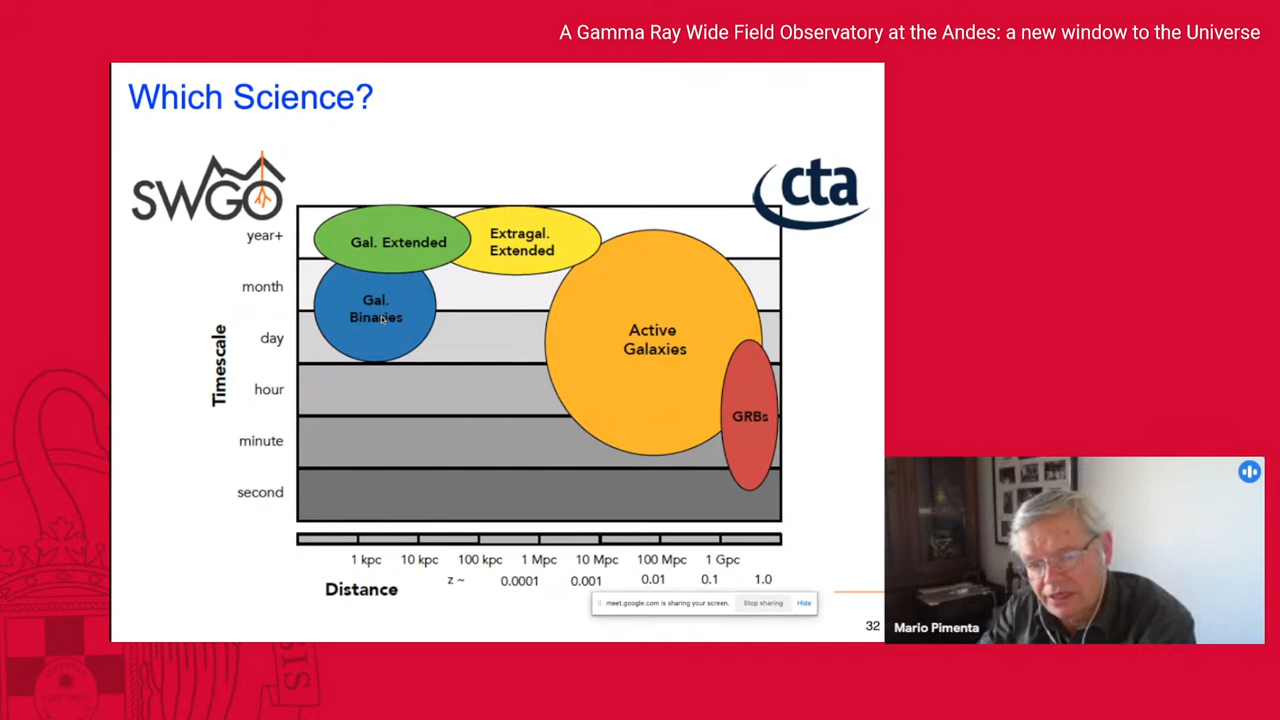 A Gamma Ray Wide Field Observatory at the Andes: a new window to the Universe
Which Science?
SWGO
cta
year+
month
day
hour
minute
second
Timescale
Gal. Extended
Extragal.
Extended
Gal.
Binaries
Active
Galaxies
GRBs
1 kpc 10 kpc 100 kpc 1 Mpc 10 Mpc 100 Mpc 1 Gpc
z ~ 0.0001 0.001 0.01 0.1 1.0
Distance
meet.google.com is sharing your screen. Stop sharing Hide
32
Mario Pimenta
SIS